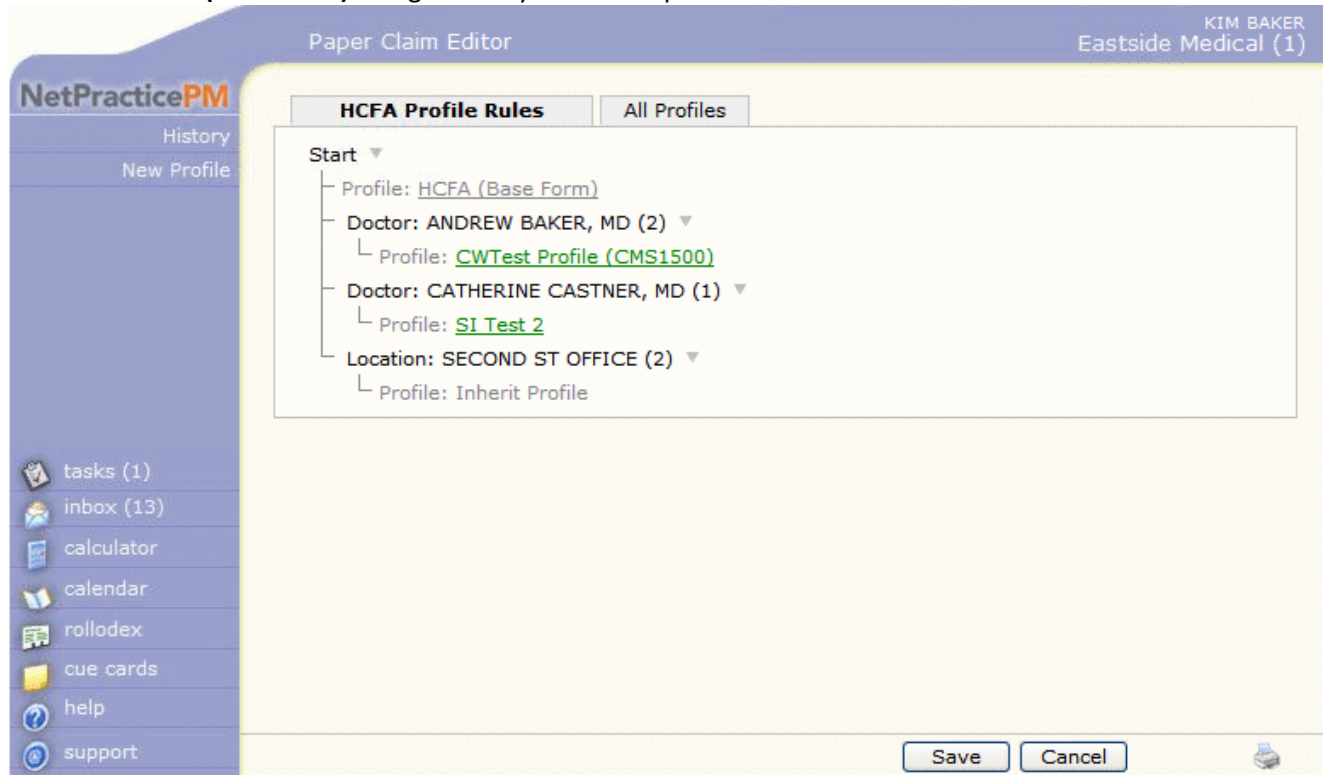 Paper Claim Editor
KIM BAKER
Eastside Medical (1)
NetPracticePM
History
New Profile
HCFA Profile Rules
All Profiles
Start
Profile: HCFA (Base Form)
Doctor: ANDREW BAKER, MD (2)
Profile: CWTest Profile (CMS1500)
Doctor: CATHERINE CASTNER, MD (1)
Profile: SI Test 2
Location: SECOND ST OFFICE (2)
Profile: Inherit Profile
tasks (1)
inbox (13)
calculator
calendar
rollodex
cue cards
help
support
Save
Cancel